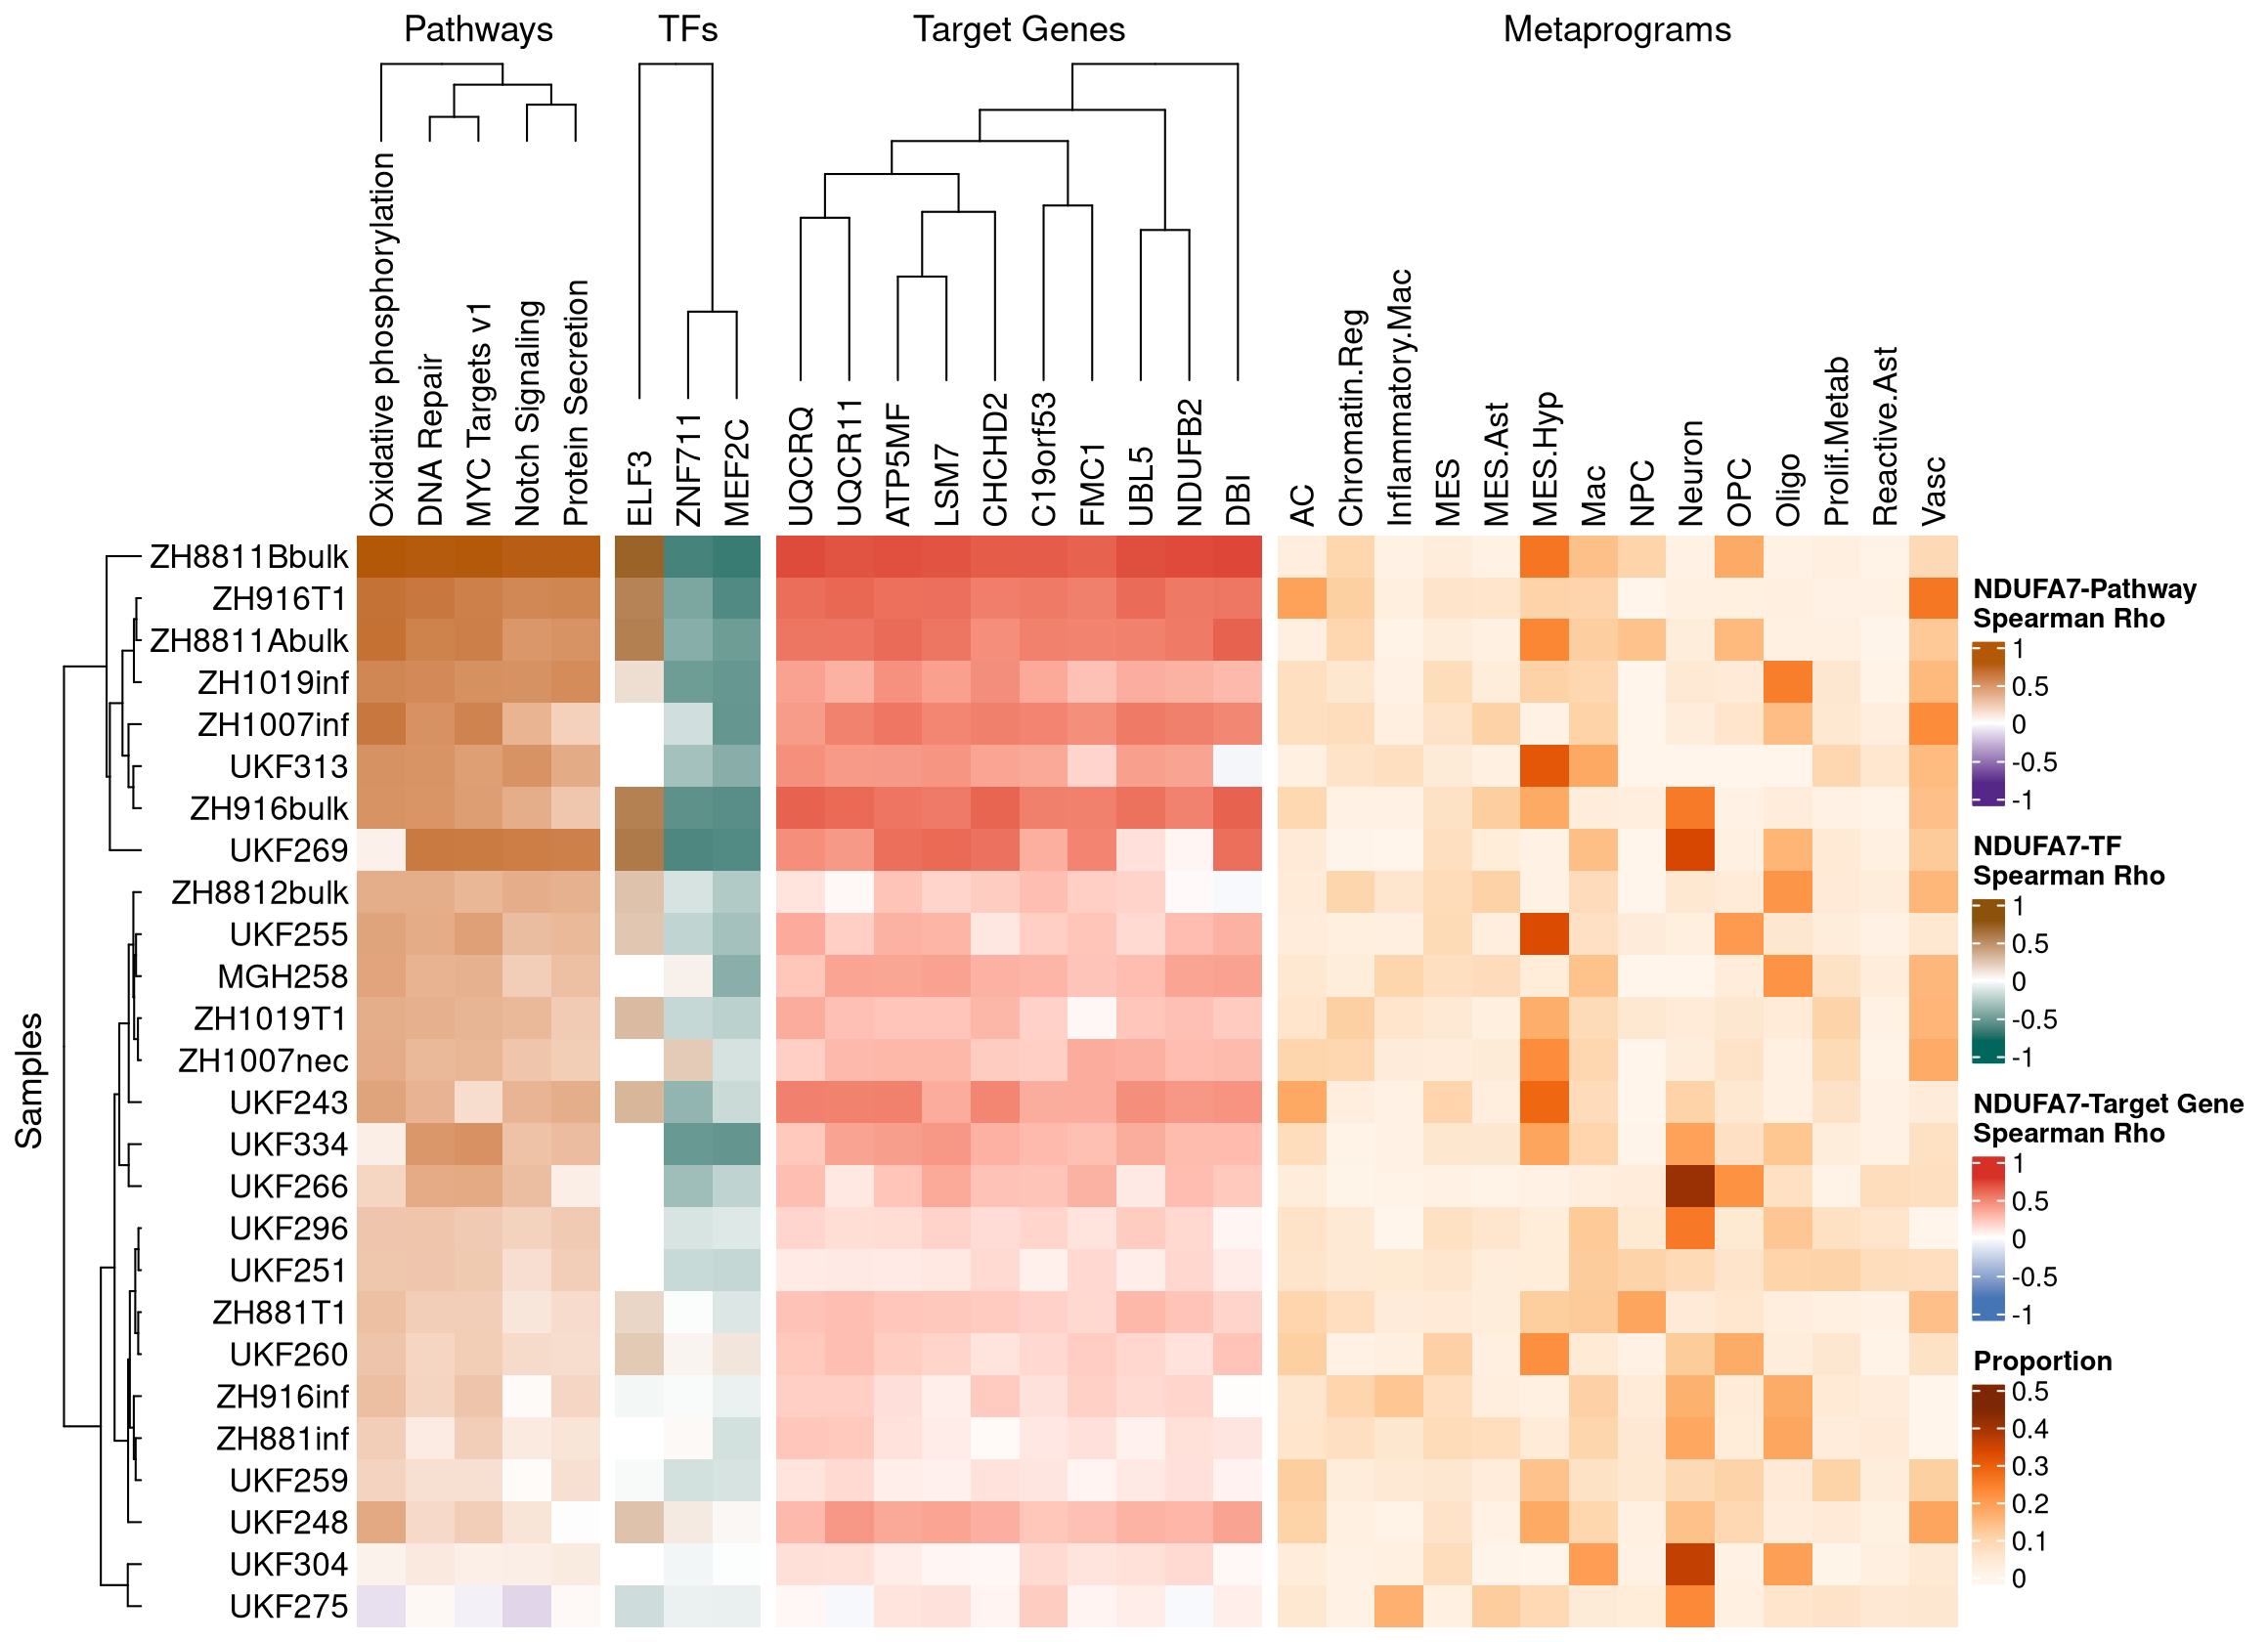 Pathways
TFs
Target Genes
Metaprograms
Oxidative phosphorylation
DNA Repair
MYC Targets v1
Notch Signaling
Protein Secretion
ELF3
ZNF711
MEF2C
UQCRQ
UQCR11
ATP5MF
LSM7
CHCHD2
C19orf53
FMC1
UBL5
NDUFB2
DBI
AC
Chromatin.Reg
Inflammatory.Mac
MES
MES.Ast
MES.Hyp
Mac
NPC
Neuron
OPC
Oligo
Prolif.Metab
Reactive.Ast
Vasc
Samples
ZH8811Bbulk
ZH916T1
ZH8811Abulk
ZH1019inf
ZH1007inf
UKF313
ZH916bulk
UKF269
ZH8812bulk
UKF255
MGH258
ZH1019T1
ZH1007nec
UKF243
UKF334
UKF266
UKF296
UKF251
ZH881T1
UKF260
ZH916inf
ZH881inf
UKF259
UKF248
UKF304
UKF275
NDUFA7-Pathway
Spearman Rho
1
0.5
0
-0.5
-1
NDUFA7-TF
Spearman Rho
1
0.5
0
-0.5
-1
NDUFA7-Target Gene
Spearman Rho
1
0.5
0
-0.5
-1
Proportion
0.5
0.4
0.3
0.2
0.1
0